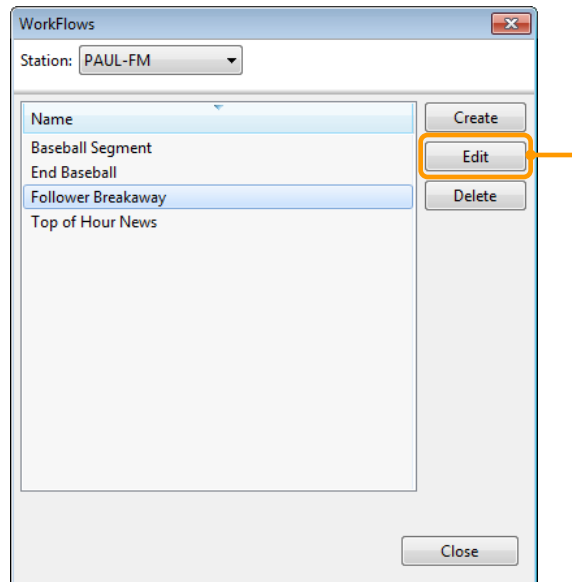 WorkFlows
Station: PAUL-FM
Name
Create
Baseball Segment
Edit
End Baseball
Follower Breakaway
Delete
Top of Hour News
Close